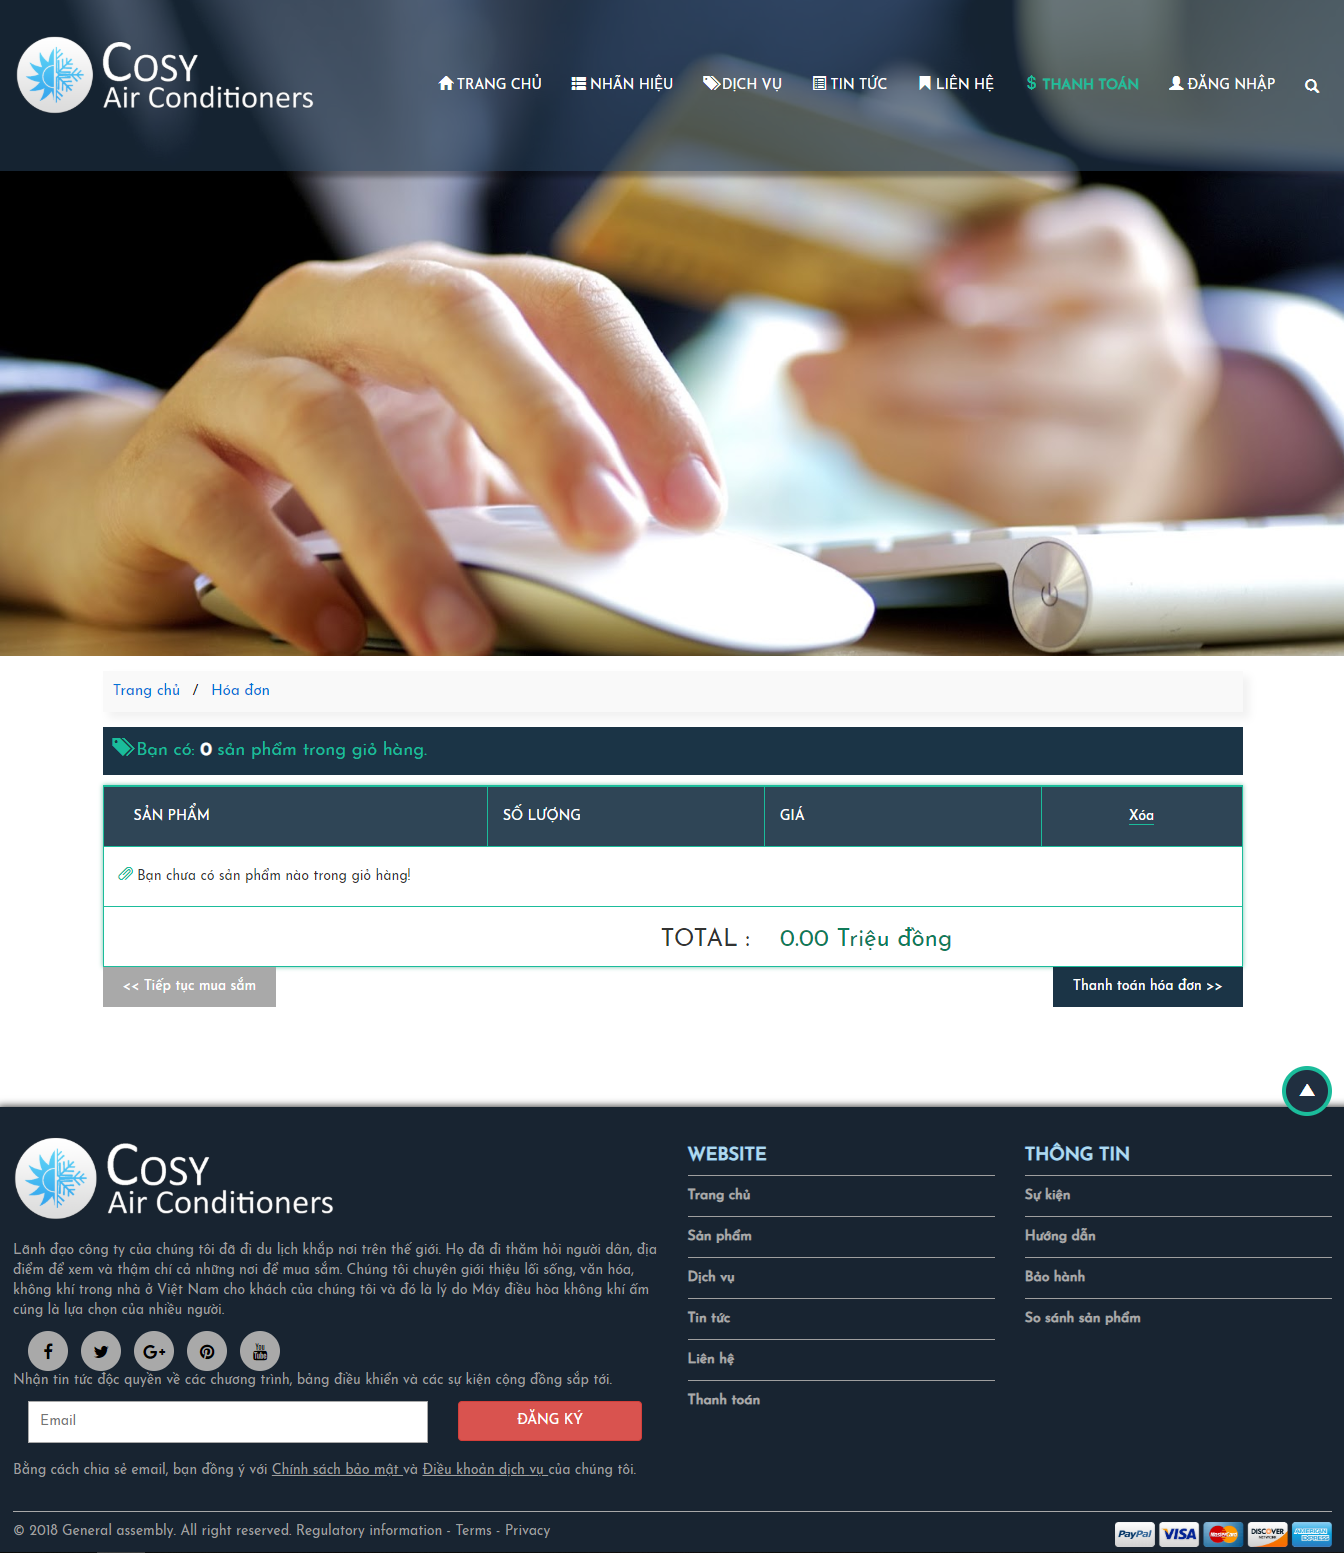 COSY
Air Conditioners
TRANG CHỦ
NHÃN HIỆU
DỊCH VỤ
TIN TỨC
LIÊN HỆ
$ THANH TOÁN
ĐĂNG NHẬP
Trang chủ / Hóa đơn
Bạn có: 0 sản phẩm trong giỏ hàng.
SẢN PHẨM
SỐ LƯỢNG
GIÁ
Xóa
Bạn chưa có sản phẩm nào trong giỏ hàng!
TOTAL :
0.00 Triệu đồng
<< Tiếp tục mua sắm
Thanh toán hóa đơn >>
COSY
Air Conditioners
Lãnh đạo công ty của chúng tôi đã đi du lịch khắp nơi trên thế giới. Họ đã đi thăm hỏi người dân, địa
điểm để xem và thậm chí cả những nơi để mua sắm. Chúng tôi chuyên giới thiệu lối sống, văn hóa,
không khí trong nhà ở Việt Nam cho khách của chúng tôi và đó là lý do Máy điều hòa không khí ấm
cúng là lựa chọn của nhiều người.
f
G+
You
Tube
Nhận tin tức độc quyền về các chương trình, bảng điều khiển và các sự kiện cộng đồng sắp tới.
Email
ĐĂNG KÝ
Bằng cách chia sẻ email, bạn đồng ý với Chính sách bảo mật và Điều khoản dịch vụ của chúng tôi.
WEBSITE
Trang chủ
Sản phẩm
Dịch vụ
Tin tức
Liên hệ
Thanh toán
THÔNG TIN
Sự kiện
Hướng dẫn
Bảo hành
So sánh sản phẩm
© 2018 General assembly. All right reserved. Regulatory information - Terms - Privacy
PayPal
VISA
MasterCard
DISCOVER
NETWORK
AMERICAN
EXPRESS